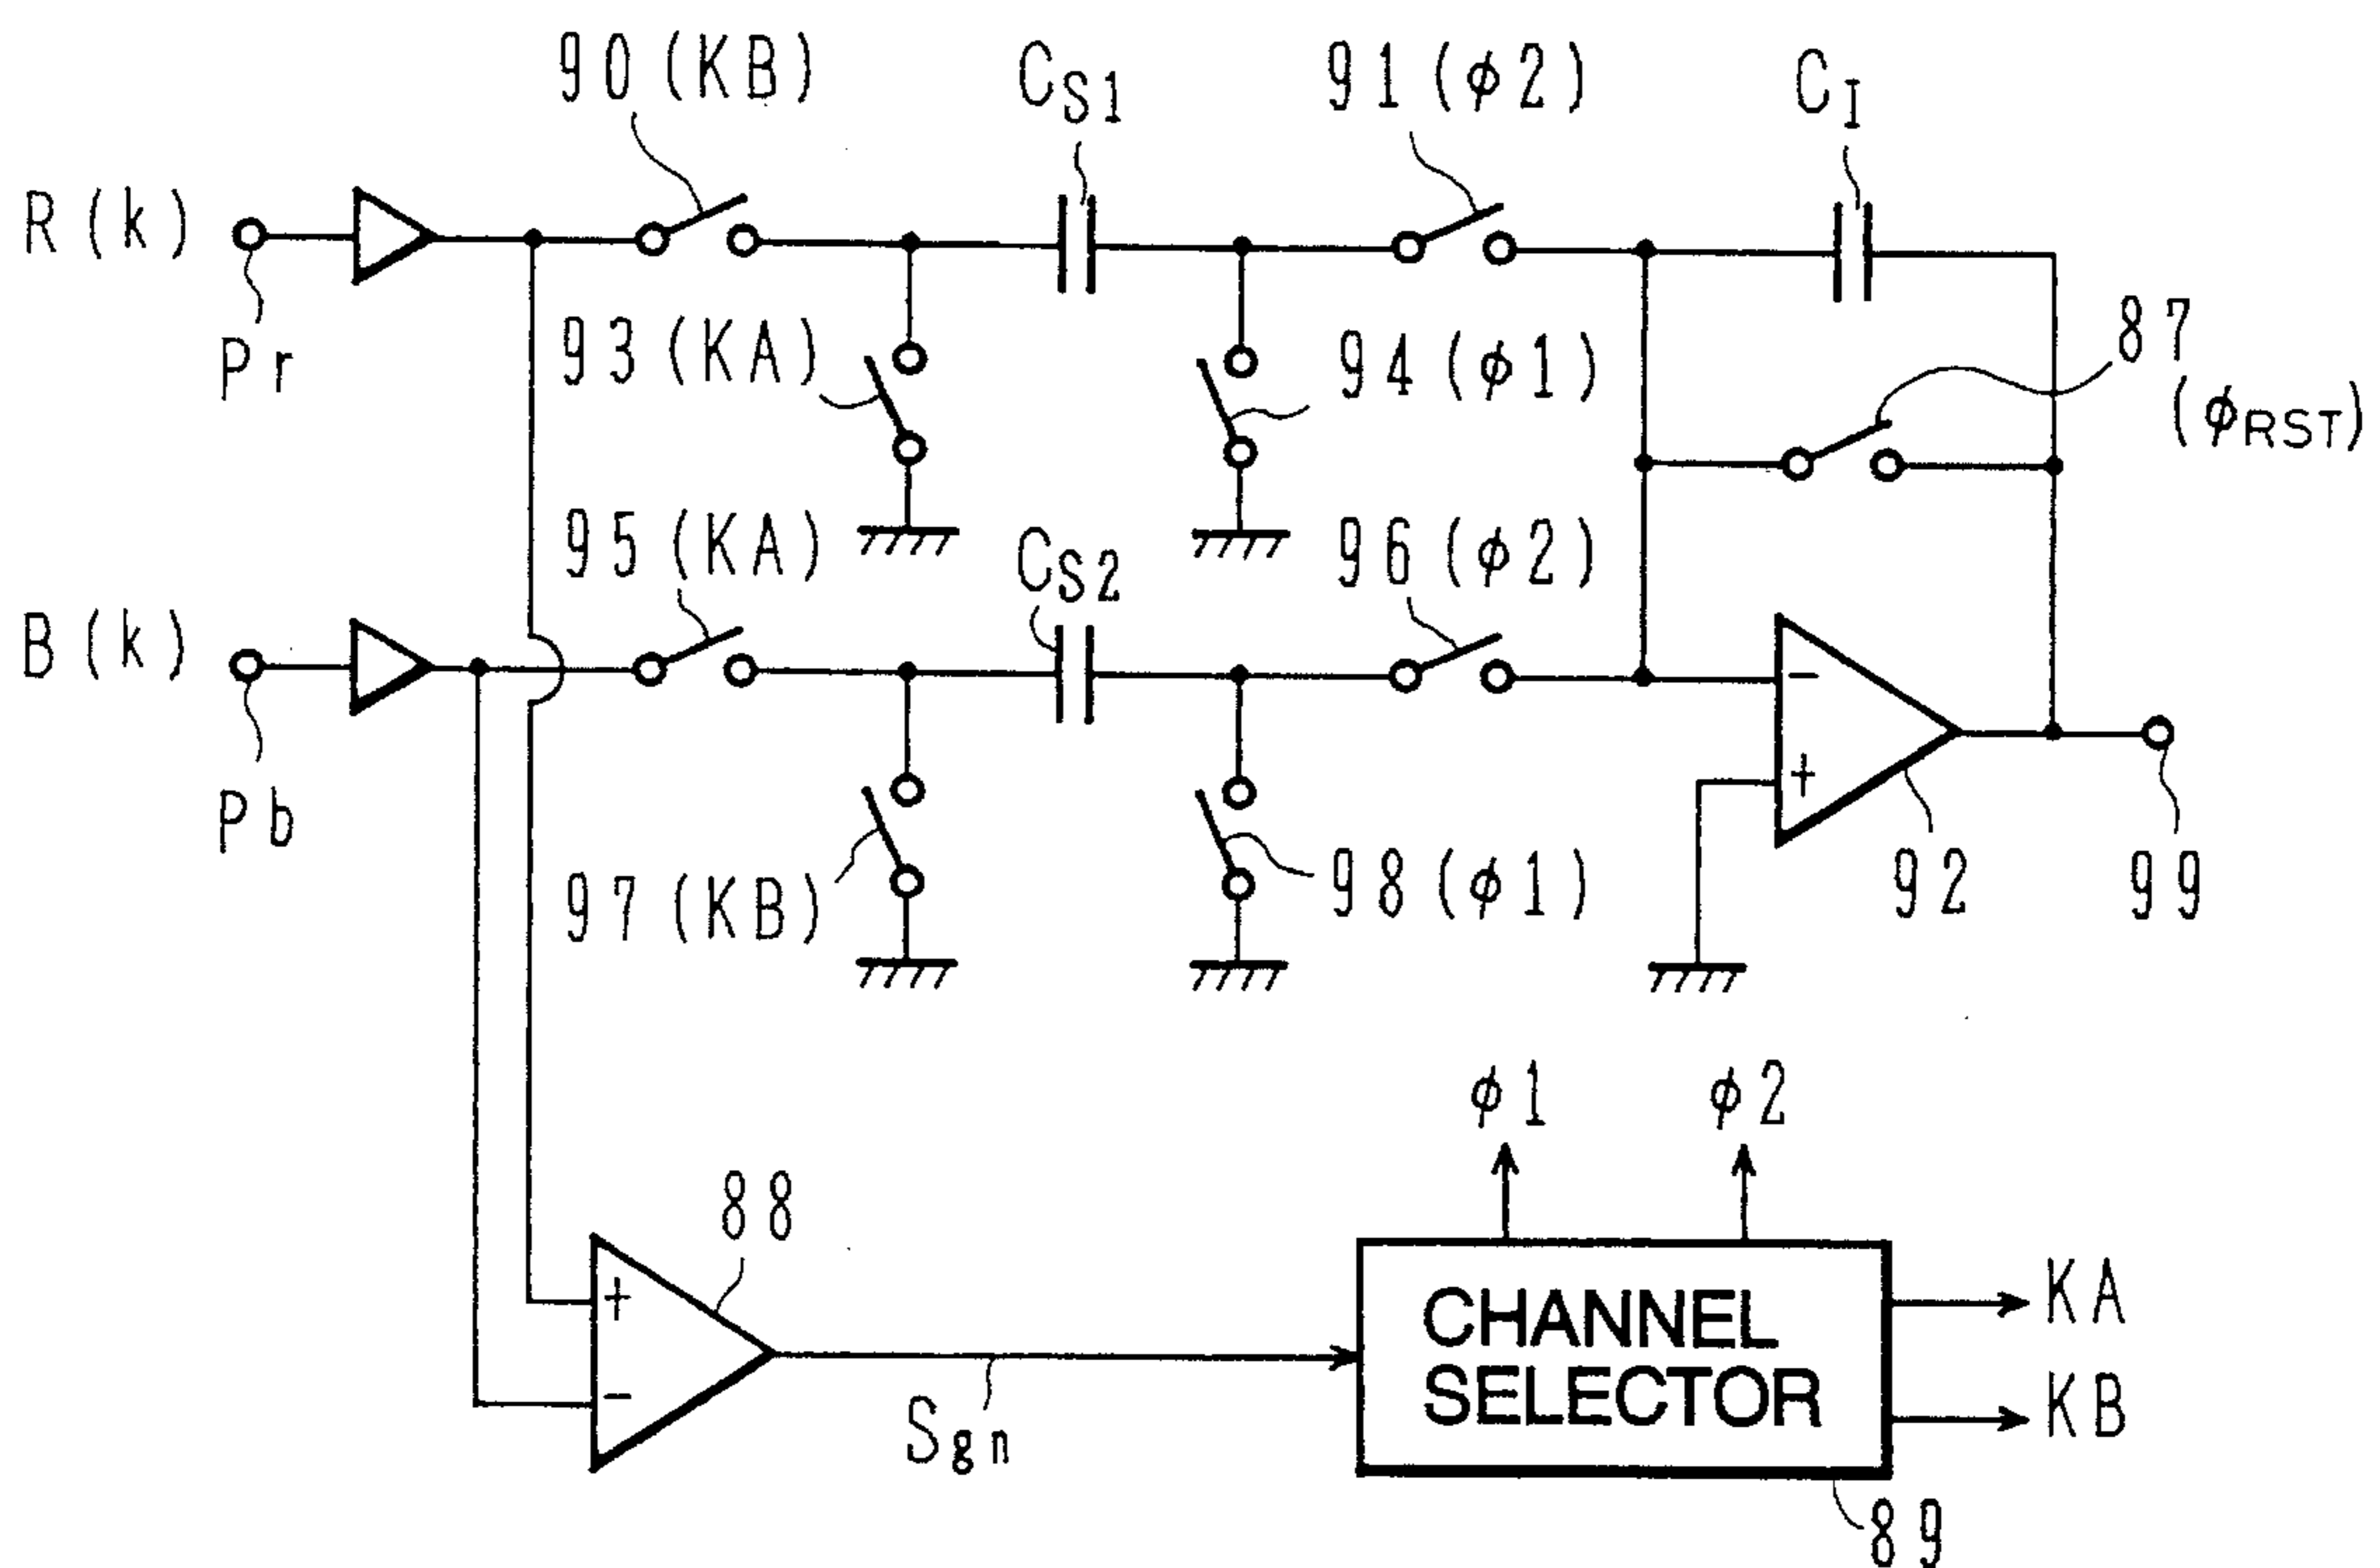 90(KB)
CS1
91(φ2)
CI
R(k)
Pr
93(KA)
94(φ1)
87
(φRST)
95(KA)
CS2
96(φ2)
B(k)
Pb
−
+
97(KB)
98(φ1)
92
99
φ1
φ2
88
+
−
Sgn
CHANNEL
SELECTOR
KA
KB
89